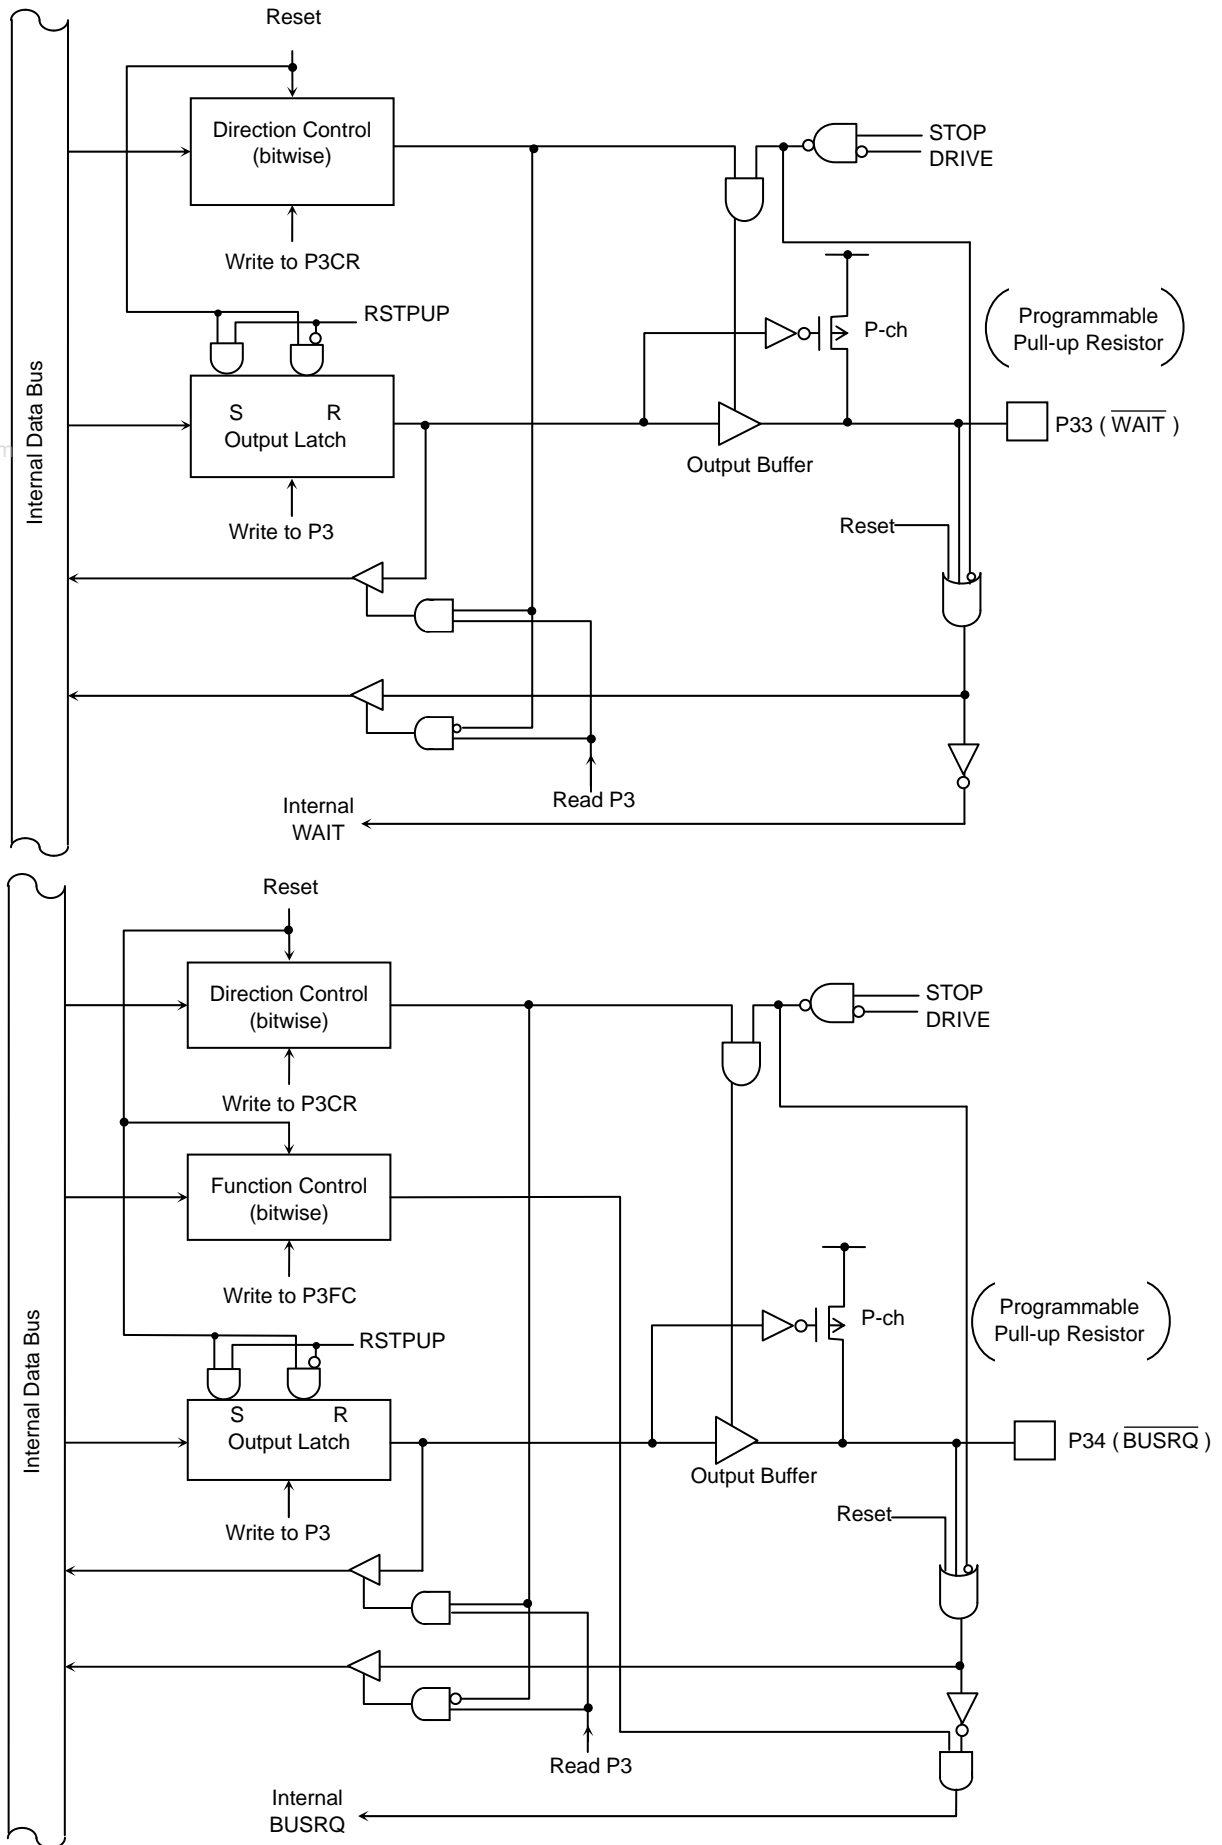 Reset
Direction Control
(bitwise)
STOP
DRIVE
Write to P3CR
RSTPUP
P-ch
Programmable
Pull-up Resistor
Internal Data Bus
S R
Output Latch
P33 ( WAIT )
Output Buffer
Write to P3
Reset
Read P3
Internal
WAIT
Reset
Direction Control
(bitwise)
STOP
DRIVE
Write to P3CR
Function Control
(bitwise)
Write to P3FC
RSTPUP
P-ch
Programmable
Pull-up Resistor
Internal Data Bus
S R
Output Latch
P34 ( BUSRQ )
Output Buffer
Write to P3
Reset
Read P3
Internal
BUSRQ